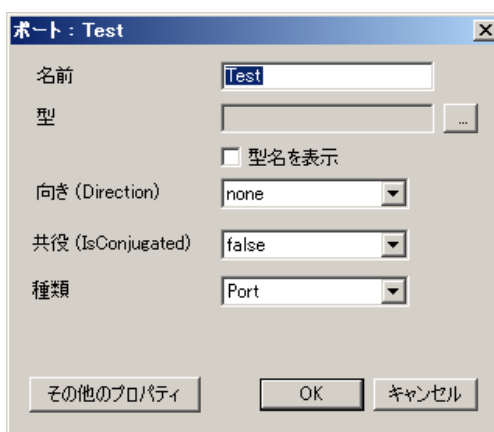 ポート : Test
名前 Test
型 ...
型名を表示
向き (Direction) none
共役 (IsConjugated) false
種類 Port
その他のプロパティ OK キャンセル